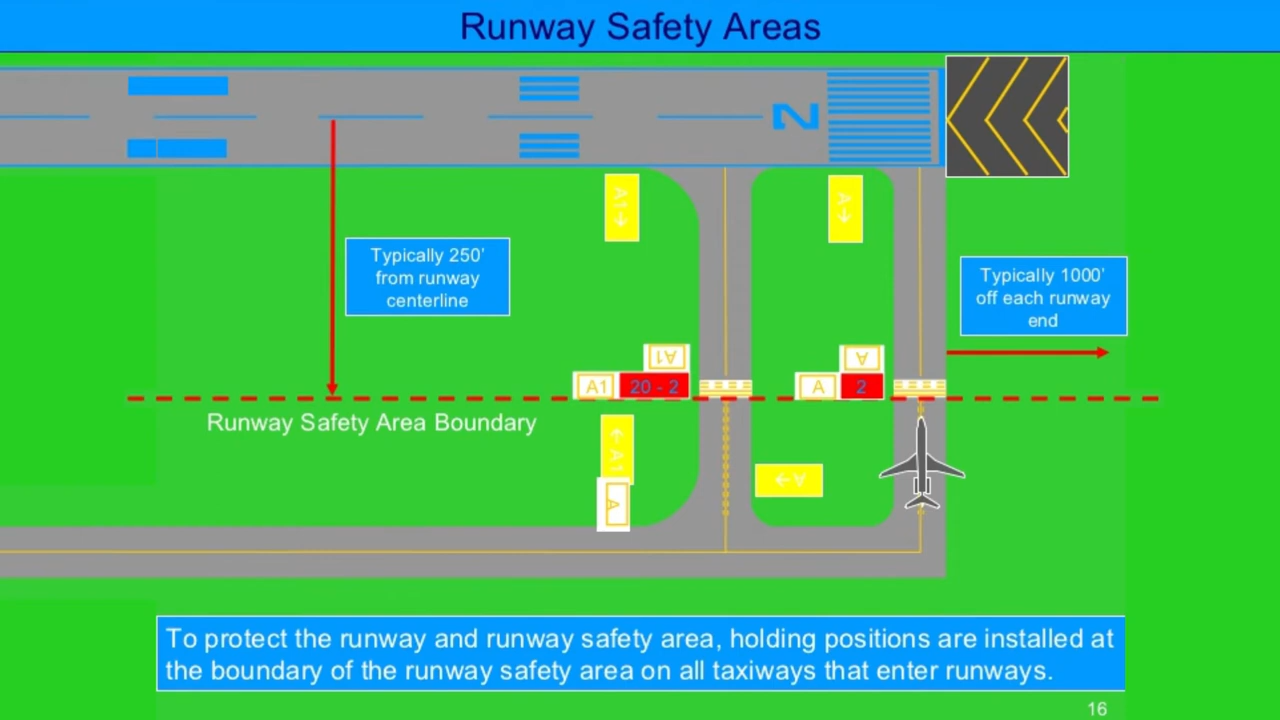 Runway Safety Areas
2
A1→
A→
Typically 250'
from runway
centerline
Typically 1000'
off each runway
end
A1
A
A1 20 - 2
A 2
Runway Safety Area Boundary
←A1
A
A→
To protect the runway and runway safety area, holding positions are installed at
the boundary of the runway safety area on all taxiways that enter runways.
16